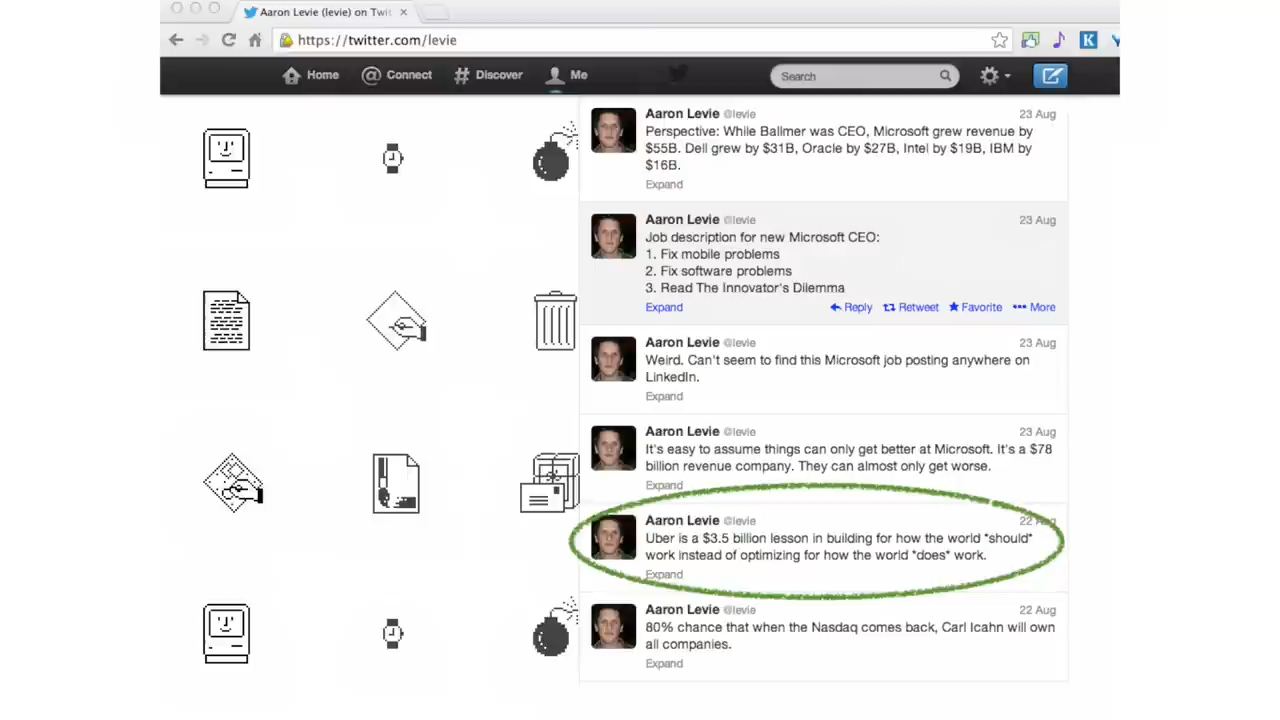 Aaron Levie (levie) on Twit
https://twitter.com/levie
Home
Connect
Discover
Me
Search
K
Aaron Levie @levie 23 Aug
Perspective: While Ballmer was CEO, Microsoft grew revenue by
$55B. Dell grew by $31B, Oracle by $27B, Intel by $19B, IBM by
$16B.
Expand
Aaron Levie @levie 23 Aug
Job description for new Microsoft CEO:
1. Fix mobile problems
2. Fix software problems
3. Read The Innovator's Dilemma
Expand Reply Retweet Favorite More
Aaron Levie @levie 23 Aug
Weird. Can't seem to find this Microsoft job posting anywhere on
LinkedIn.
Expand
Aaron Levie @levie 23 Aug
It's easy to assume things can only get better at Microsoft. It's a $78
billion revenue company. They can almost only get worse.
Expand
Aaron Levie @levie 22 Aug
Uber is a $3.5 billion lesson in building for how the world *should*
work instead of optimizing for how the world *does* work.
Expand
Aaron Levie @levie 22 Aug
80% chance that when the Nasdaq comes back, Carl Icahn will own
all companies.
Expand